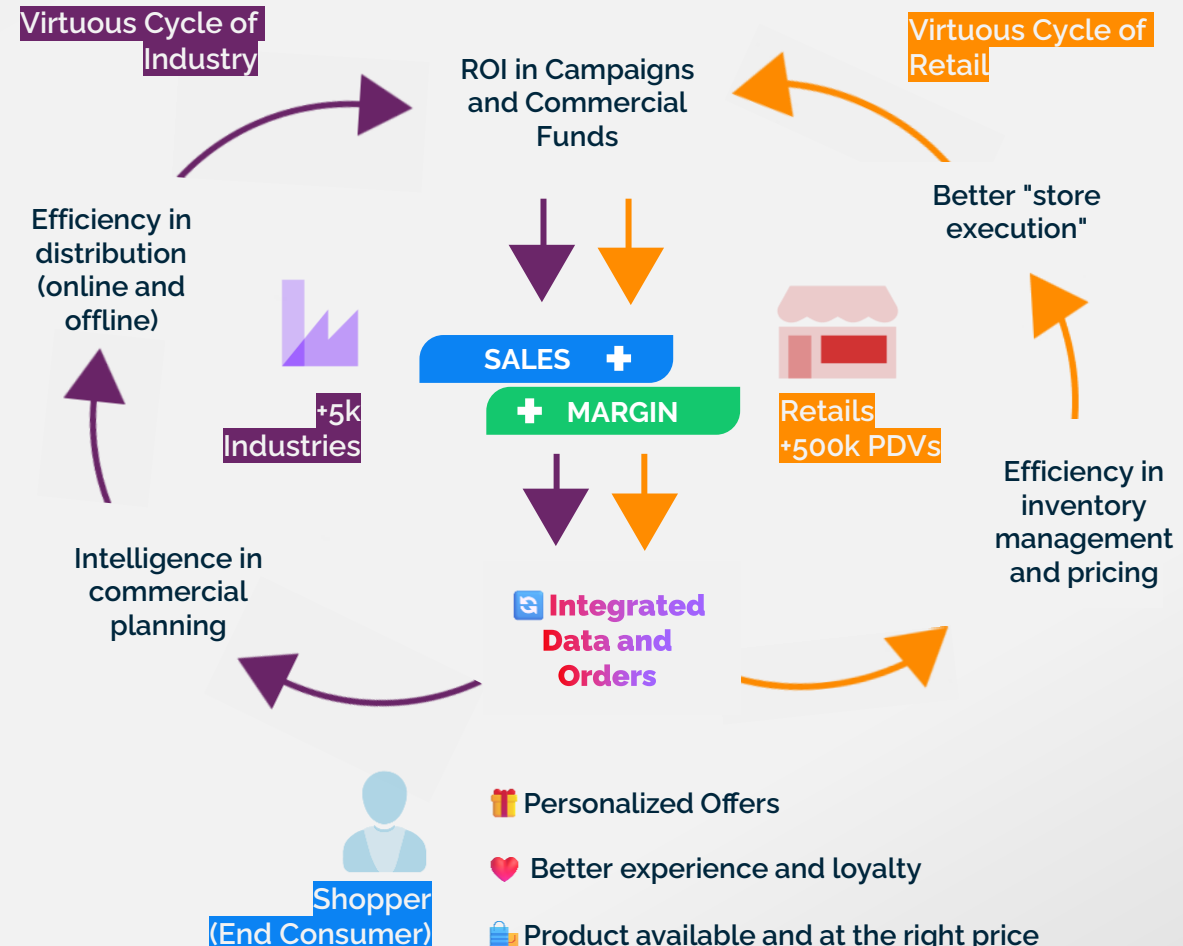 Virtuous Cycle of
Industry
Virtuous Cycle of
Retail
ROI in Campaigns
and Commercial
Funds
Efficiency in
distribution
(online and
offline)
Better "store
execution"
SALES
MARGIN
+5k
Industries
Retails
+500k PDVs
Efficiency in
inventory
management
and pricing
Intelligence in
commercial
planning
Integrated
Data and
Orders
Personalized Offers
Better experience and loyalty
Shopper
(End Consumer)
Product available and at the right price